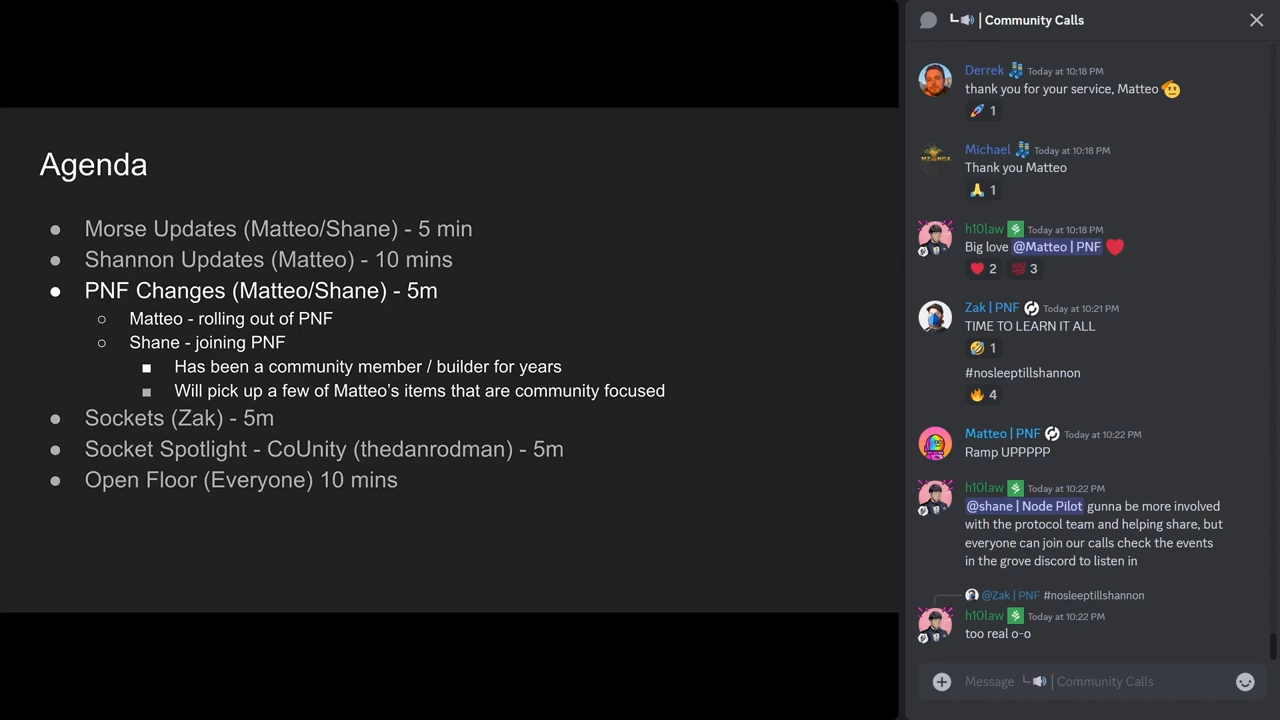 Agenda
● Morse Updates (Matteo/Shane) - 5 min
● Shannon Updates (Matteo) - 10 mins
● PNF Changes (Matteo/Shane) - 5m
○ Matteo - rolling out of PNF
○ Shane - joining PNF
■ Has been a community member / builder for years
■ Will pick up a few of Matteo's items that are community focused
● Sockets (Zak) - 5m
● Socket Spotlight - CoUnity (thedanrodman) - 5m
● Open Floor (Everyone) 10 mins
Community Calls
Derrek Today at 10:18 PM
thank you for your service, Matteo 🫡
🚀 1
Michael Today at 10:18 PM
Thank you Matteo
🙏 1
h10law Today at 10:18 PM
Big love @Matteo | PNF ❤️
❤️ 2 💯 3
Zak | PNF Today at 10:21 PM
TIME TO LEARN IT ALL
🤣 1
#nosleeptillshannon
🔥 4
Matteo | PNF Today at 10:22 PM
Ramp UPPPPP
h10law Today at 10:22 PM
@shane | Node Pilot gunna be more involved
with the protocol team and helping share, but
everyone can join our calls check the events
in the grove discord to listen in
@Zak | PNF #nosleeptillshannon
h10law Today at 10:22 PM
too real o-o
Message Community Calls